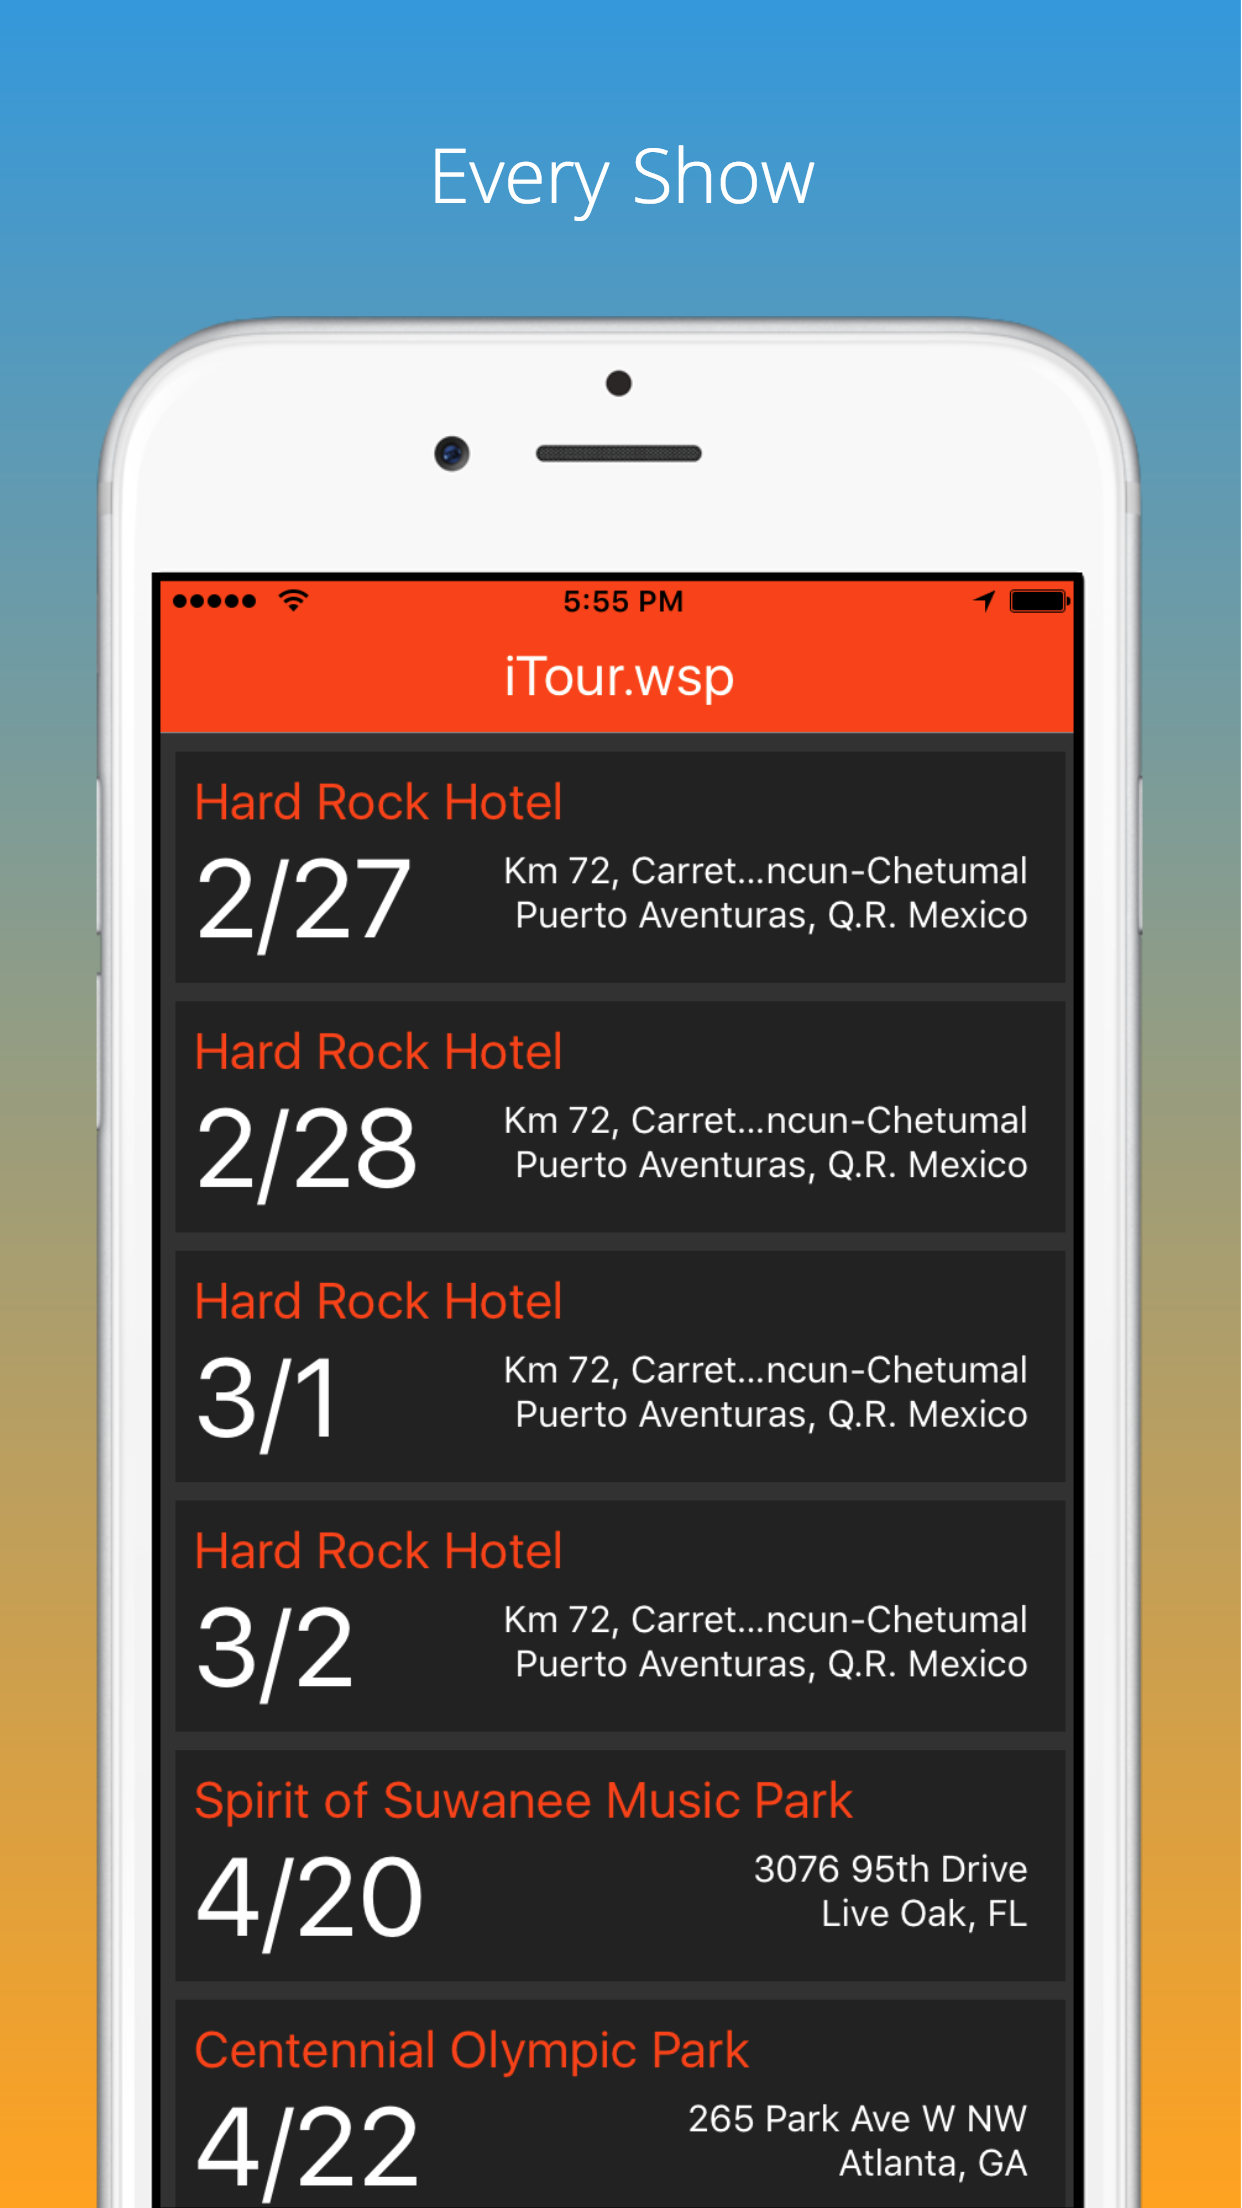 Every Show
5:55 PM
iTour.wsp
Hard Rock Hotel
2/27
Km 72, Carret...ncun-Chetumal
Puerto Aventuras, Q.R. Mexico
Hard Rock Hotel
2/28
Km 72, Carret...ncun-Chetumal
Puerto Aventuras, Q.R. Mexico
Hard Rock Hotel
3/1
Km 72, Carret...ncun-Chetumal
Puerto Aventuras, Q.R. Mexico
Hard Rock Hotel
3/2
Km 72, Carret...ncun-Chetumal
Puerto Aventuras, Q.R. Mexico
Spirit of Suwanee Music Park
4/20
3076 95th Drive
Live Oak, FL
Centennial Olympic Park
4/22
265 Park Ave W NW
Atlanta, GA